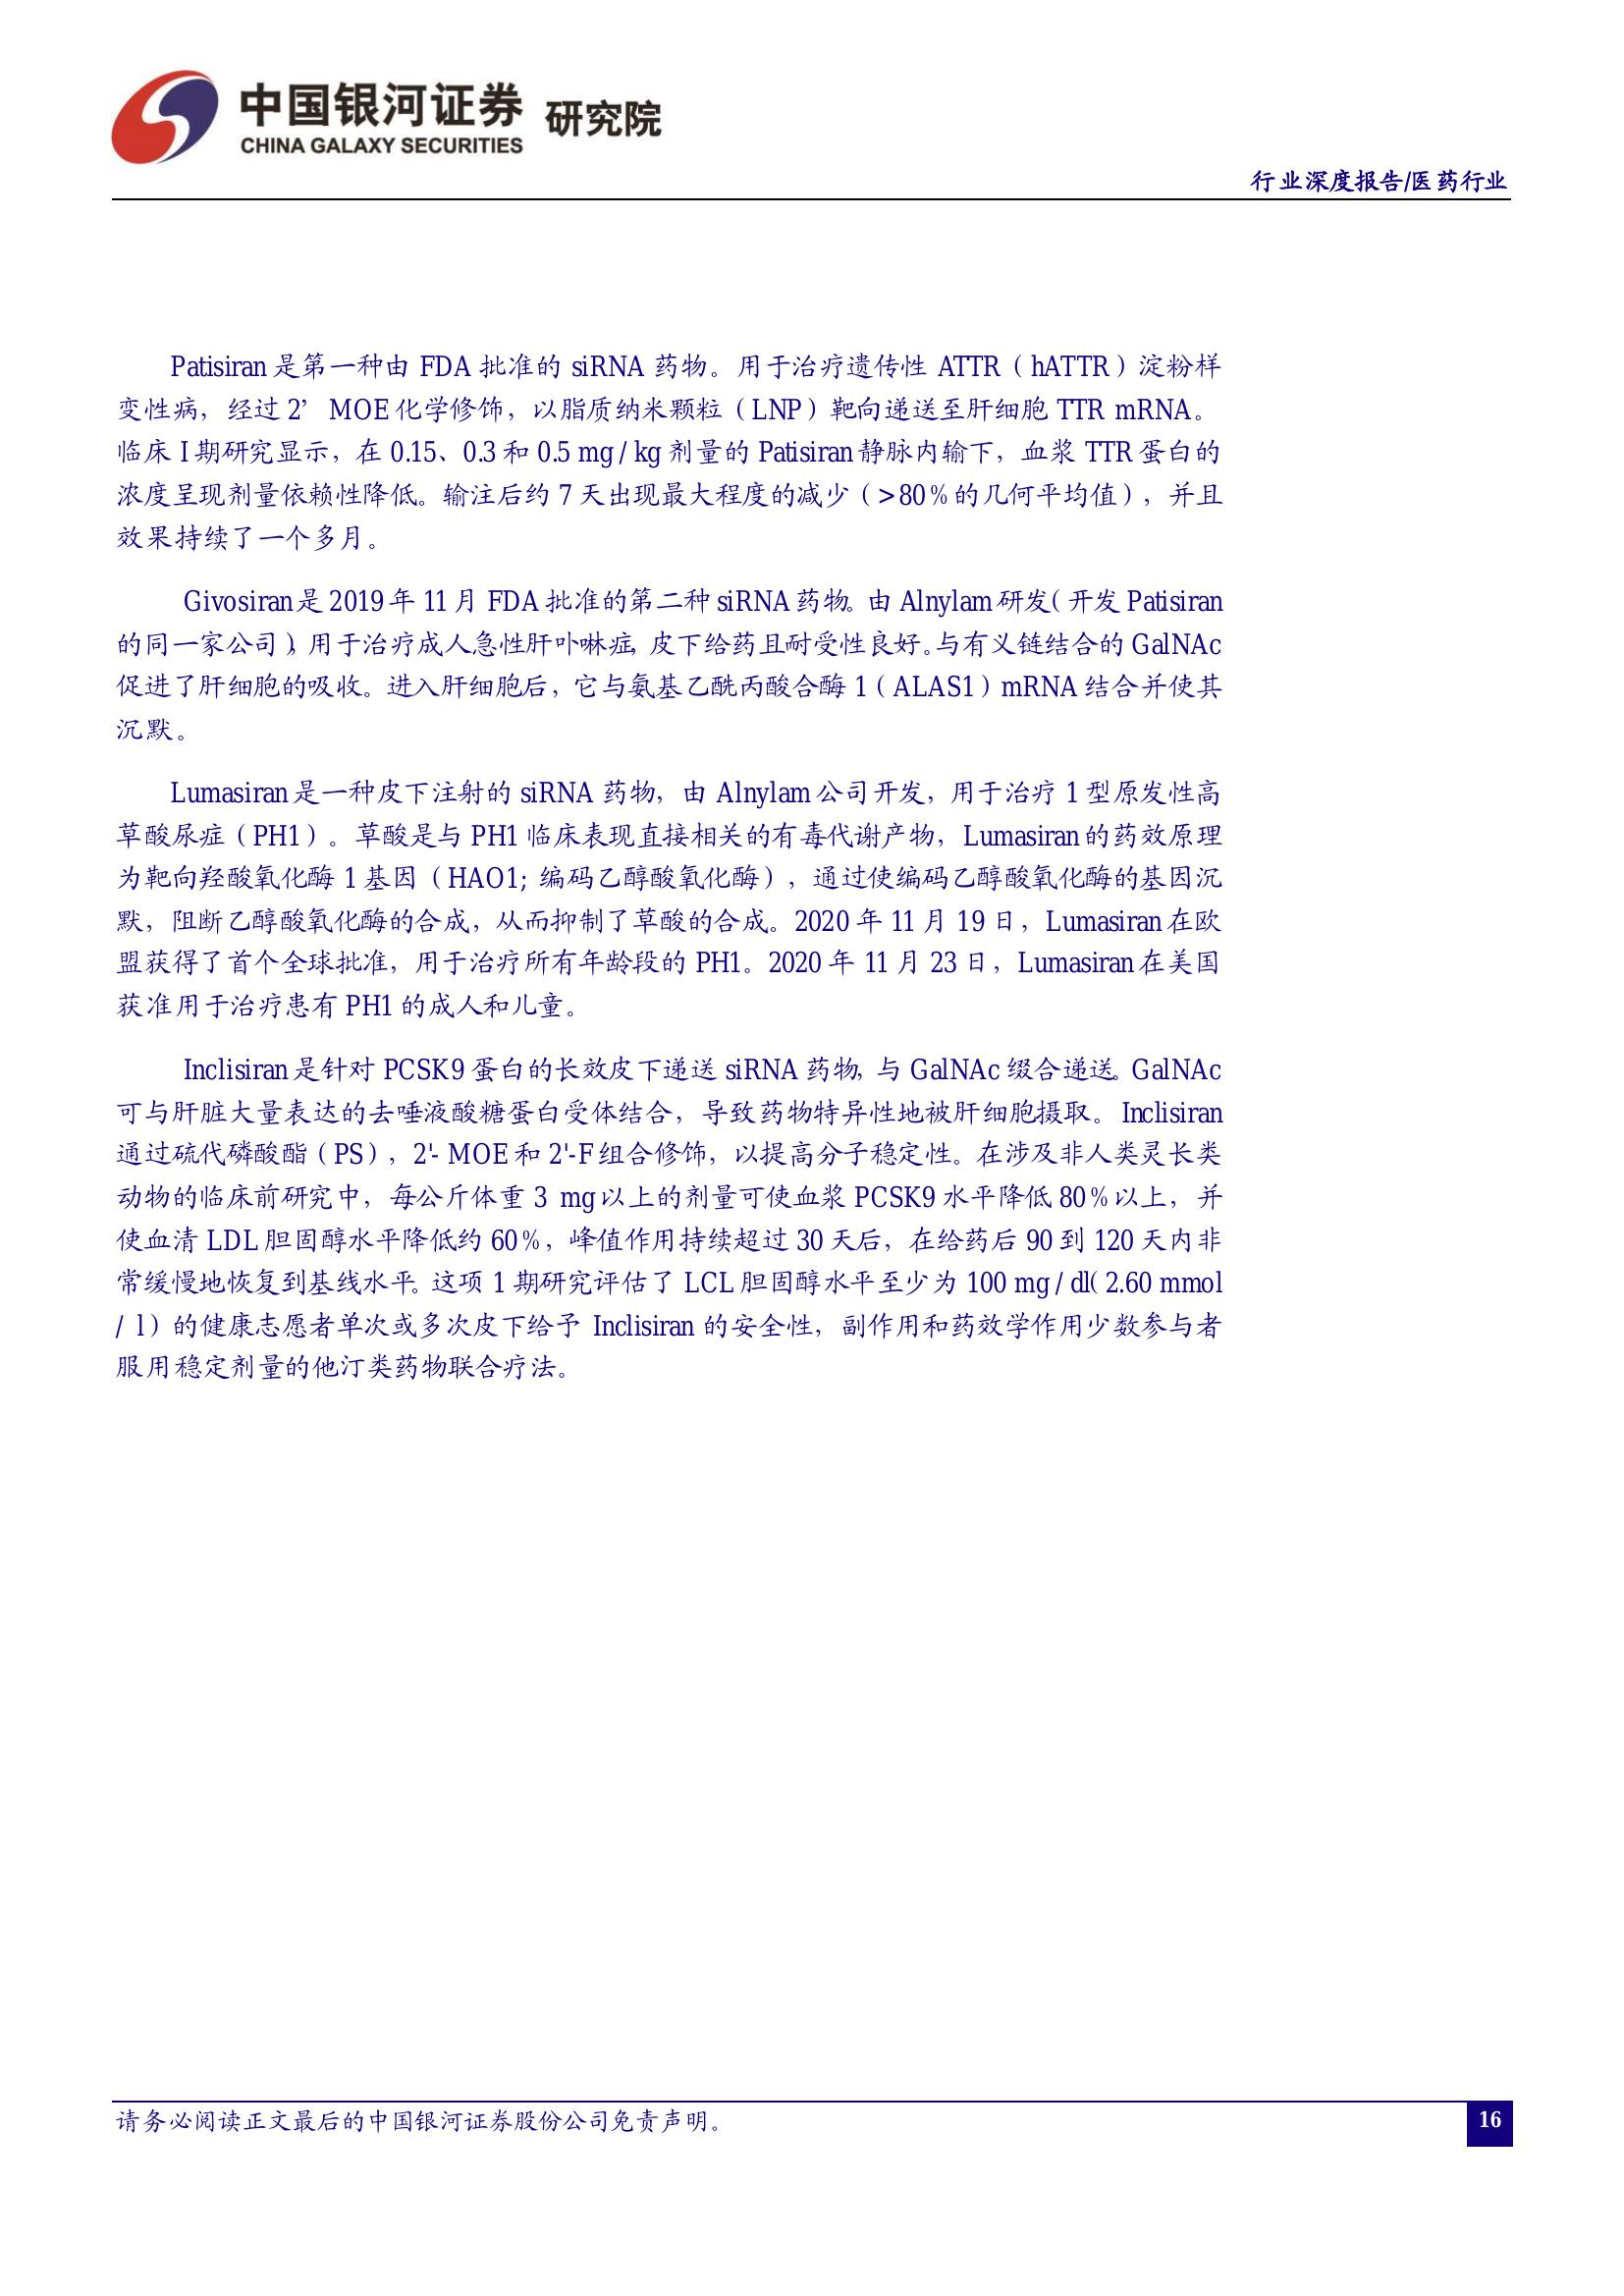 中国银河证券 研究院
CHINA GALAXY SECURITIES
行业深度报告/医药行业
Patisiran 是第一种由 FDA 批准的 siRNA 药物。用于治疗遗传性 ATTR（hATTR）淀粉样
变性病，经过 2’ MOE 化学修饰，以脂质纳米颗粒（LNP）靶向递送至肝细胞 TTR mRNA。
临床 I 期研究显示，在 0.15、0.3 和 0.5 mg / kg 剂量的 Patisiran 静脉内输下，血浆 TTR 蛋白的
浓度呈现剂量依赖性降低。输注后约 7 天出现最大程度的减少（>80％的几何平均值），并且
效果持续了一个多月。
Givosiran 是 2019 年 11 月 FDA 批准的第二种 siRNA 药物。由 Alnylam 研发（开发 Patisiran
的同一家公司），用于治疗成人急性肝卟啉症，皮下给药且耐受性良好。与有义链结合的 GalNAc
促进了肝细胞的吸收。进入肝细胞后，它与氨基乙酰丙酸合酶 1（ALAS1）mRNA 结合并使其
沉默。
Lumasiran 是一种皮下注射的 siRNA 药物，由 Alnylam 公司开发，用于治疗 1 型原发性高
草酸尿症（PH1）。草酸是与 PH1 临床表现直接相关的有毒代谢产物，Lumasiran 的药效原理
为靶向羟酸氧化酶 1 基因（HAO1; 编码乙醇酸氧化酶），通过使编码乙醇酸氧化酶的基因沉
默，阻断乙醇酸氧化酶的合成，从而抑制了草酸的合成。2020 年 11 月 19 日，Lumasiran 在欧
盟获得了首个全球批准，用于治疗所有年龄段的 PH1。2020 年 11 月 23 日，Lumasiran 在美国
获准用于治疗患有 PH1 的成人和儿童。
Inclisiran 是针对 PCSK9 蛋白的长效皮下递送 siRNA 药物，与 GalNAc 缀合递送。GalNAc
可与肝脏大量表达的去唾液酸糖蛋白受体结合，导致药物特异性地被肝细胞摄取。Inclisiran
通过硫代磷酸酯（PS），2'- MOE 和 2'-F 组合修饰，以提高分子稳定性。在涉及非人类灵长类
动物的临床前研究中，每公斤体重 3 mg 以上的剂量可使血浆 PCSK9 水平降低 80％以上，并
使血清 LDL 胆固醇水平降低约 60％，峰值作用持续超过 30 天后，在给药后 90 到 120 天内非
常缓慢地恢复到基线水平。这项 1 期研究评估了 LCL 胆固醇水平至少为 100 mg / dl（2.60 mmol
/ l）的健康志愿者单次或多次皮下给予 Inclisiran 的安全性，副作用和药效学作用少数参与者
服用稳定剂量的他汀类药物联合疗法。
请务必阅读正文最后的中国银河证券股份公司免责声明。
16